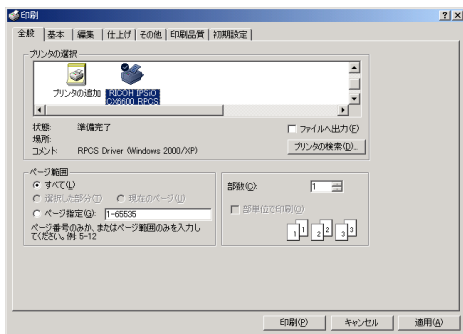 印刷
全般 基本 編集 仕上げ その他 印刷品質 初期設定
プリンタの選択
プリンタの追加 RICOH IPSiO
CX6600 RPCS
状態: 準備完了
場所:
コメント: RPCS Driver (Windows 2000/XP)
ファイルへ出力(F)
プリンタの検索(D)...
ページ範囲
すべて(L)
選択した部分(T) 現在のページ(U)
ページ指定(G): 1-65535
ページ番号のみか、またはページ範囲のみを入力し
てください。例: 5-12
部数(C): 1
部単位で印刷(O)
1 1 2 2 3 3
印刷(P) キャンセル 適用(A)